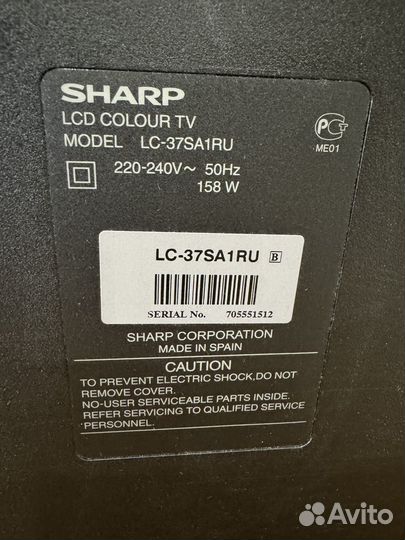 SHARP
LCD COLOUR TV
MODEL LC-37SA1RU
220-240V~ 50Hz
158 W
ME01
LC-37SA1RU B
SERIAL No. 705551512
SHARP CORPORATION
MADE IN SPAIN
CAUTION
TO PREVENT ELECTRIC SHOCK,DO NOT
REMOVE COVER.
NO-USER SERVICEABLE PARTS INSIDE.
REFER SERVICING TO QUALIFIED SERVICE
PERSONNEL.
Avito